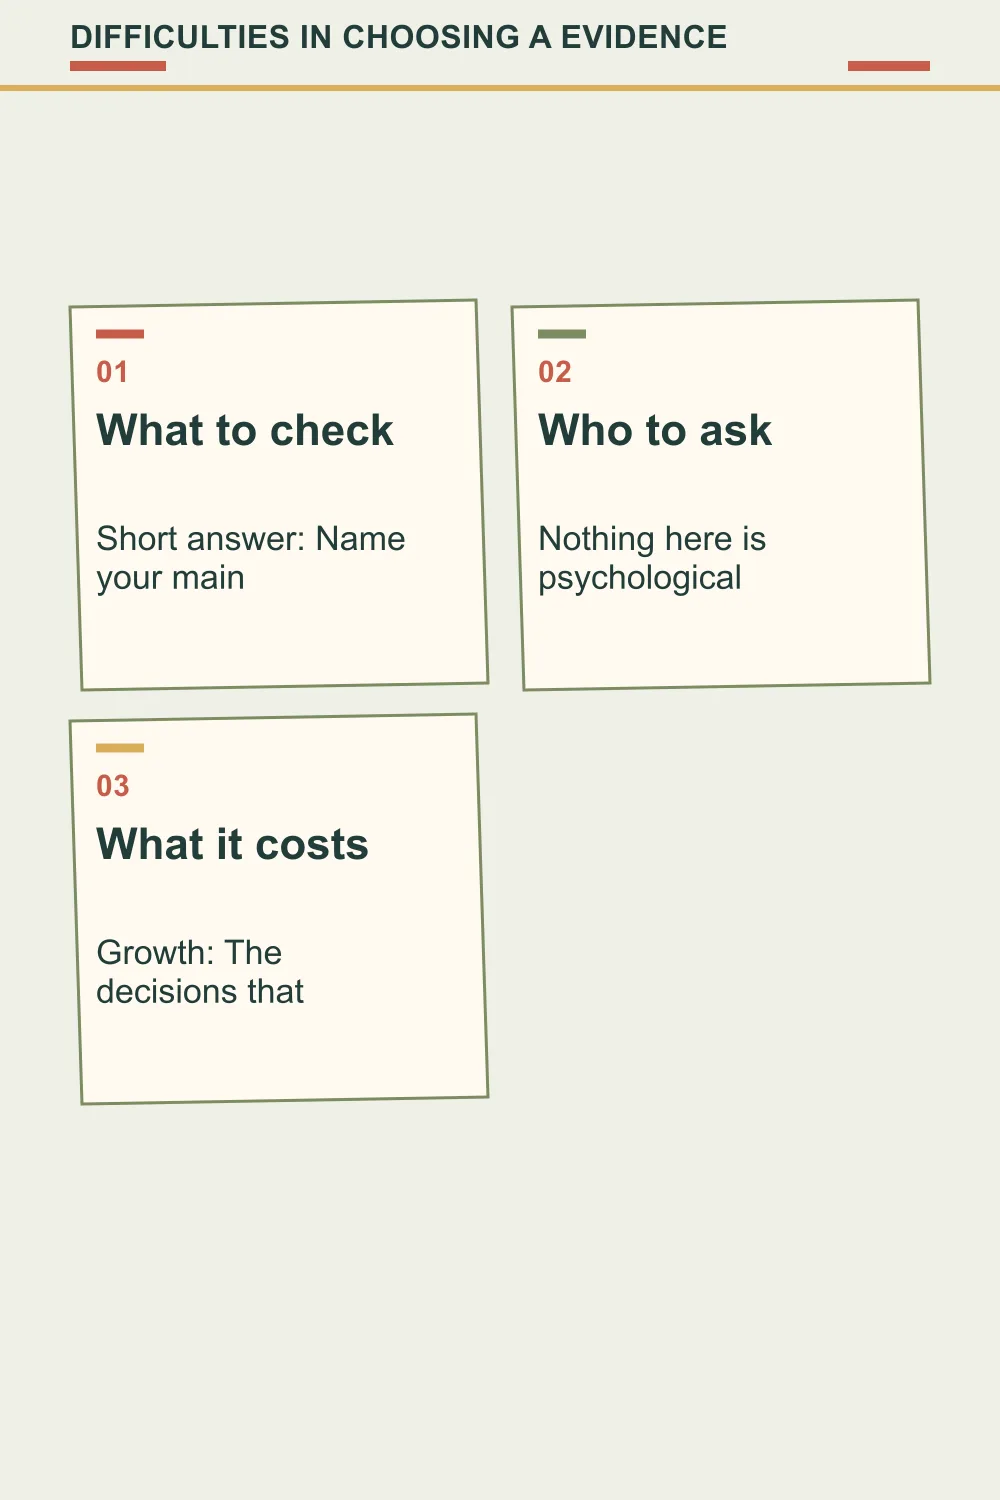 DIFFICULTIES IN CHOOSING A EVIDENCE
01
What to check
Short answer: Name
your main
02
Who to ask
Nothing here is
psychological
03
What it costs
Growth: The
decisions that